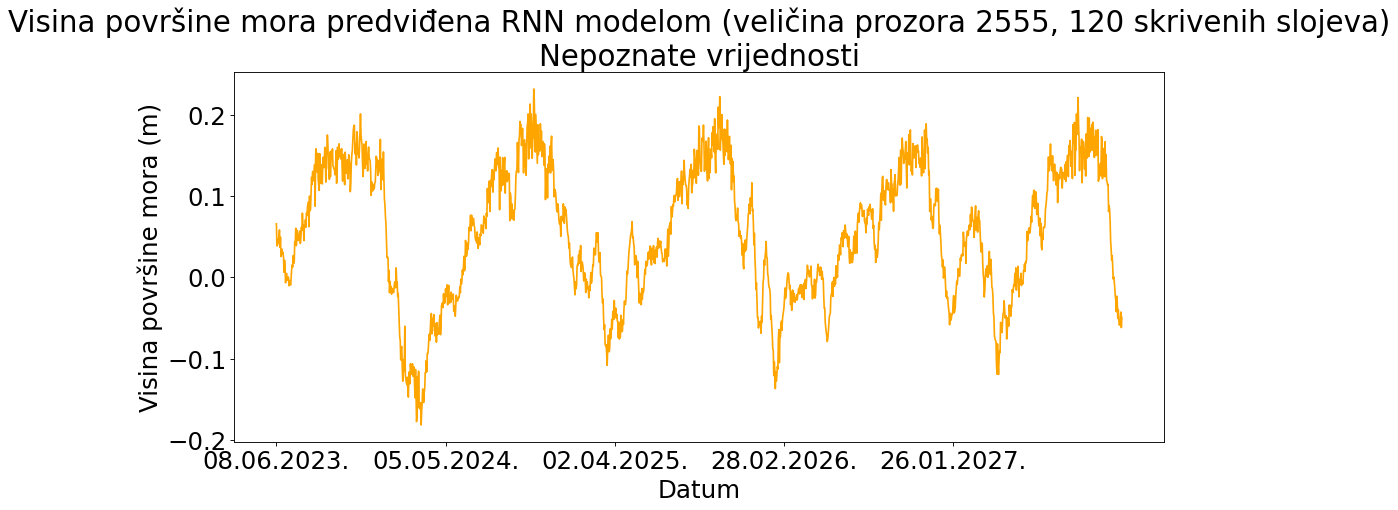 Visina površine mora predviđena RNN modelom (veličina prozora 2555, 120 skrivenih slojeva)
Nepoznate vrijednosti
Visina površine mora (m)
0.2
0.1
0.0
−0.1
−0.2
08.06.2023. 05.05.2024. 02.04.2025. 28.02.2026. 26.01.2027.
Datum